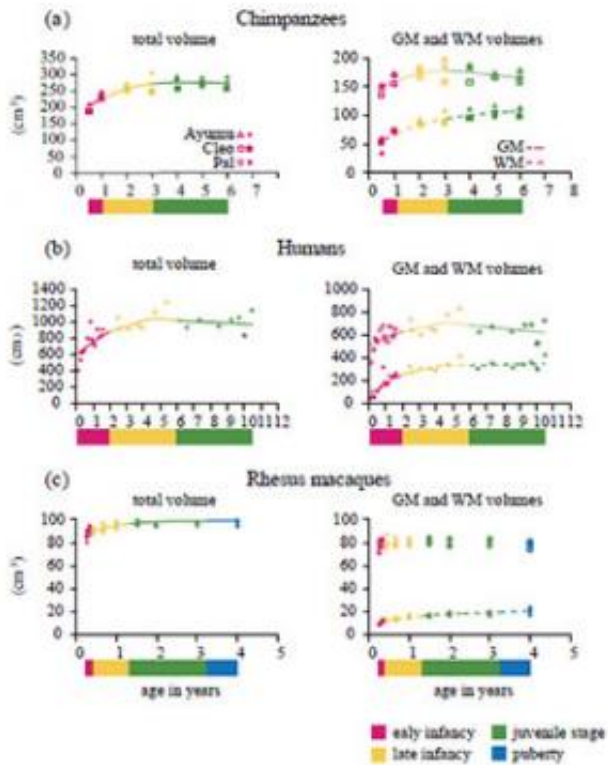 (a) Chimpanzees
total volume
GM and WM volumes
350
300
250
200
150
100
50
0
(cm³)
Ayumu
Cleo
Pal
0 1 2 3 4 5 6 7
200
150
100
50
0
GM
WM
0 1 2 3 4 5 6 7 8
(b) Humans
total volume
GM and WM volumes
1400
1200
1000
800
600
400
200
0
(cm³)
0 1 2 3 4 5 6 7 8 9 10 11 12
1000
800
600
400
200
0
0 1 2 3 4 5 6 7 8 9 10 11 12
(c) Rhesus macaques
total volume
GM and WM volumes
100
80
60
40
20
0
(cm³)
0 1 2 3 4 5
age in years
100
80
60
40
20
0
0 1 2 3 4 5
age in years
ealy infancy
juvenile stage
late infancy
puberty